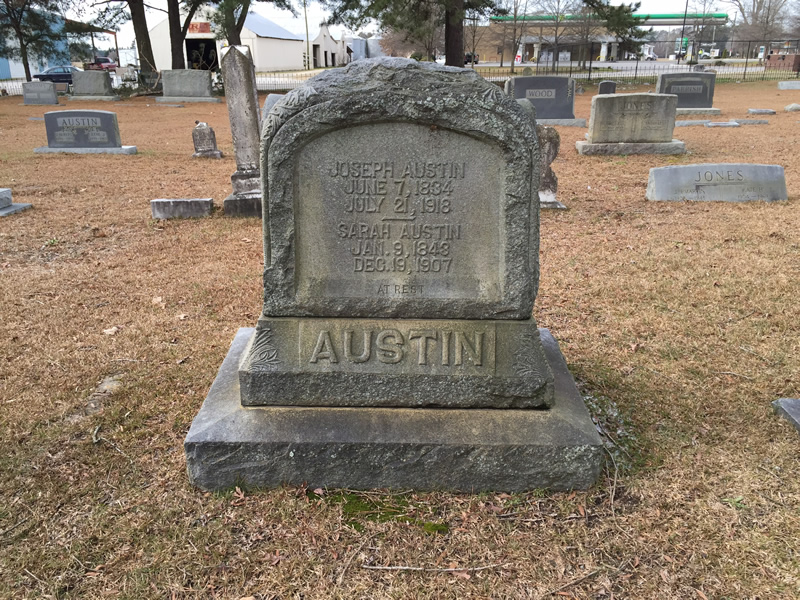 JOSEPH AUSTIN
JUNE 7, 1834
JULY 21, 1918
SARAH AUSTIN
JAN. 9, 1843
DEC. 19, 1907
AT REST
AUSTIN
AUSTIN
WOOD
JONES